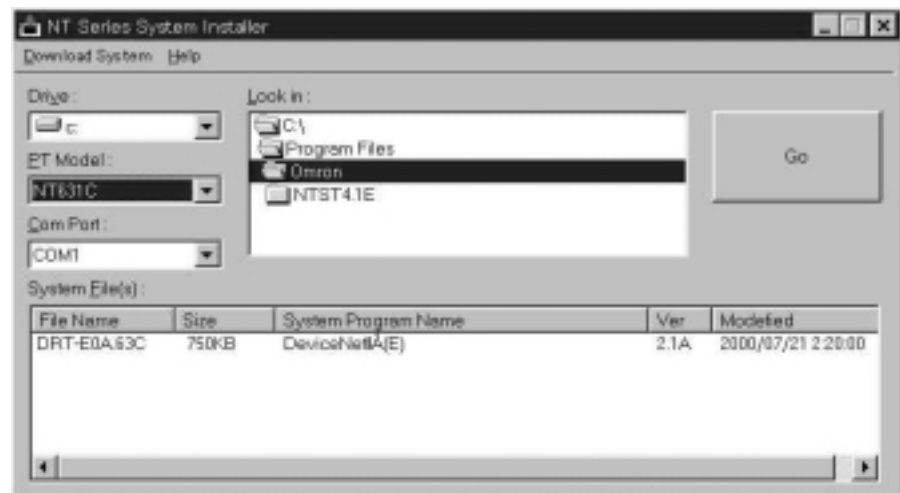 NT Series System Installer
Download System Help
Drive :
c:
PT Model :
NT631C
Com Port :
COM1
Look in :
C:\
Program Files
Omron
NTST4.1E
Go
System File(s) :
File Name Size System Program Name Ver Modefied
DRT-E0A.63C 750KB 2.1A 2000/07/21 2:20:00